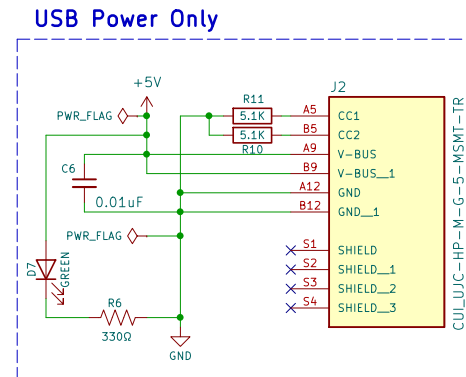 USB Power Only
+5V
J2
PWR_FLAG
R11
5.1K
A5
CC1
5.1K
B5
CC2
R10
A9
V-BUS
C6
B9
V-BUS__1
0.01uF
A12
GND
B12
GND__1
PWR_FLAG
S1
SHIELD
D7
GREEN
S2
SHIELD__1
S3
SHIELD__2
R6
S4
SHIELD__3
330Ω
GND
CUI_UJC-HP-M-G-5-MSMT-TR